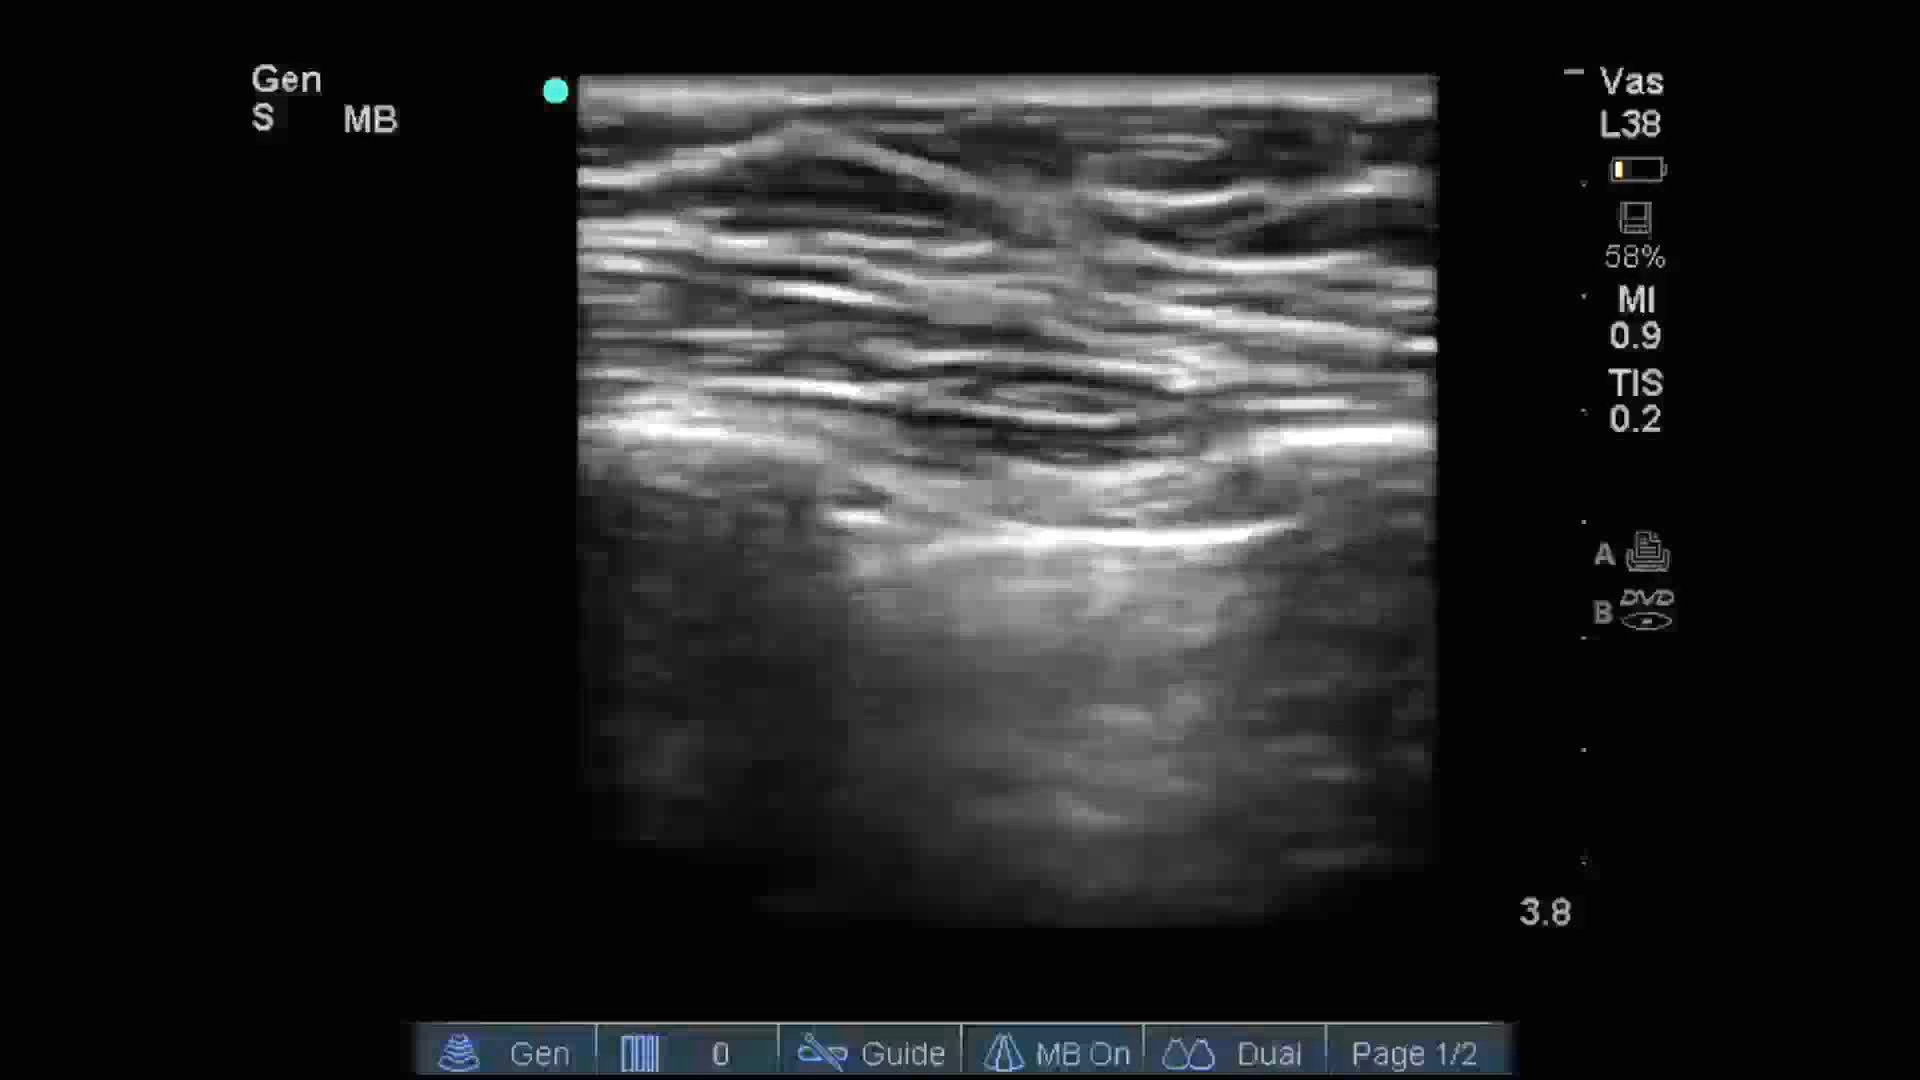 Gen
S MB
Vas
L38
58%
MI
0.9
TIS
0.2
A
B DVD
3.8
Gen 0 Guide MB On Dual Page 1/2